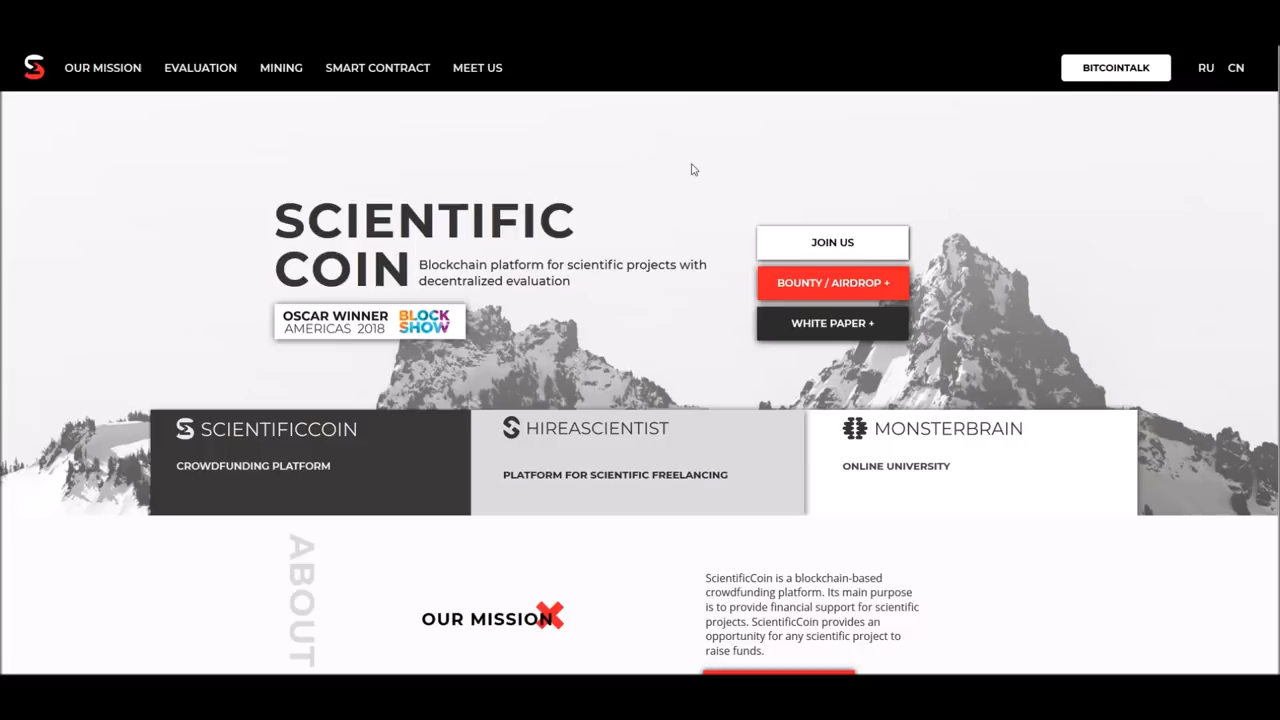 OUR MISSION EVALUATION MINING SMART CONTRACT MEET US BITCOINTALK RU CN
SCIENTIFIC
COIN
Blockchain platform for scientific projects with
decentralized evaluation
OSCAR WINNER
AMERICAS 2018
BLOCK
SHOW
JOIN US
BOUNTY / AIRDROP +
WHITE PAPER +
SCIENTIFICCOIN
CROWDFUNDING PLATFORM
HIREASCIENTIST
PLATFORM FOR SCIENTIFIC FREELANCING
MONSTERBRAIN
ONLINE UNIVERSITY
ABOUT
OUR MISSION
ScientificCoin is a blockchain-based
crowdfunding platform. Its main purpose
is to provide financial support for scientific
projects. ScientificCoin provides an
opportunity for any scientific project to
raise funds.